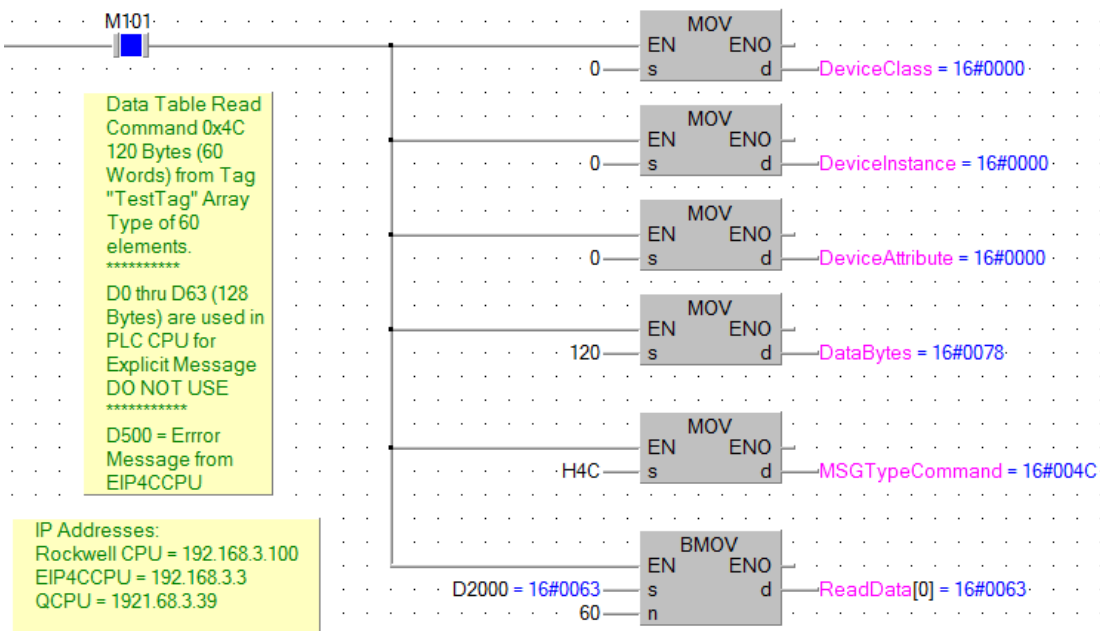 M101
MOV
EN ENO
0 s d DeviceClass = 16#0000
Data Table Read
Command 0x4C
120 Bytes (60
Words) from Tag
"TestTag" Array
Type of 60
elements.
**********
D0 thru D63 (128
Bytes) are used in
PLC CPU for
Explicit Message
DO NOT USE
***********
D500 = Errror
Message from
EIP4CCPU
MOV
EN ENO
0 s d DeviceInstance = 16#0000
MOV
EN ENO
0 s d DeviceAttribute = 16#0000
MOV
EN ENO
120 s d DataBytes = 16#0078
MOV
EN ENO
H4C s d MSGTypeCommand = 16#004C
IP Addresses:
Rockwell CPU = 192.168.3.100
EIP4CCPU = 192.168.3.3
QCPU = 1921.68.3.39
BMOV
EN ENO
D2000 = 16#0063 s d ReadData[0] = 16#0063
60 n